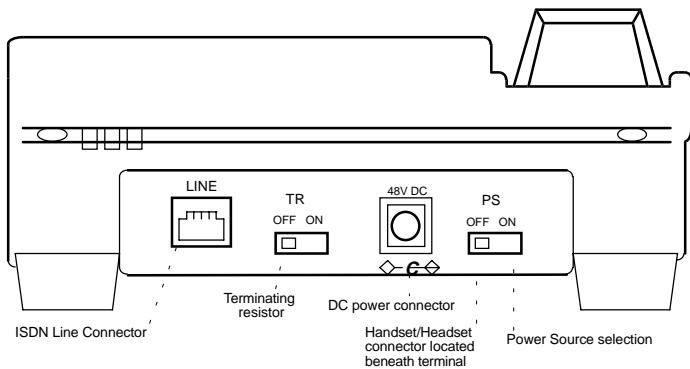 LINE
TR
OFF ON
48V DC
PS
OFF ON
C
ISDN Line Connector
Terminating
resistor
DC power connector
Handset/Headset
connector located
beneath terminal
Power Source selection